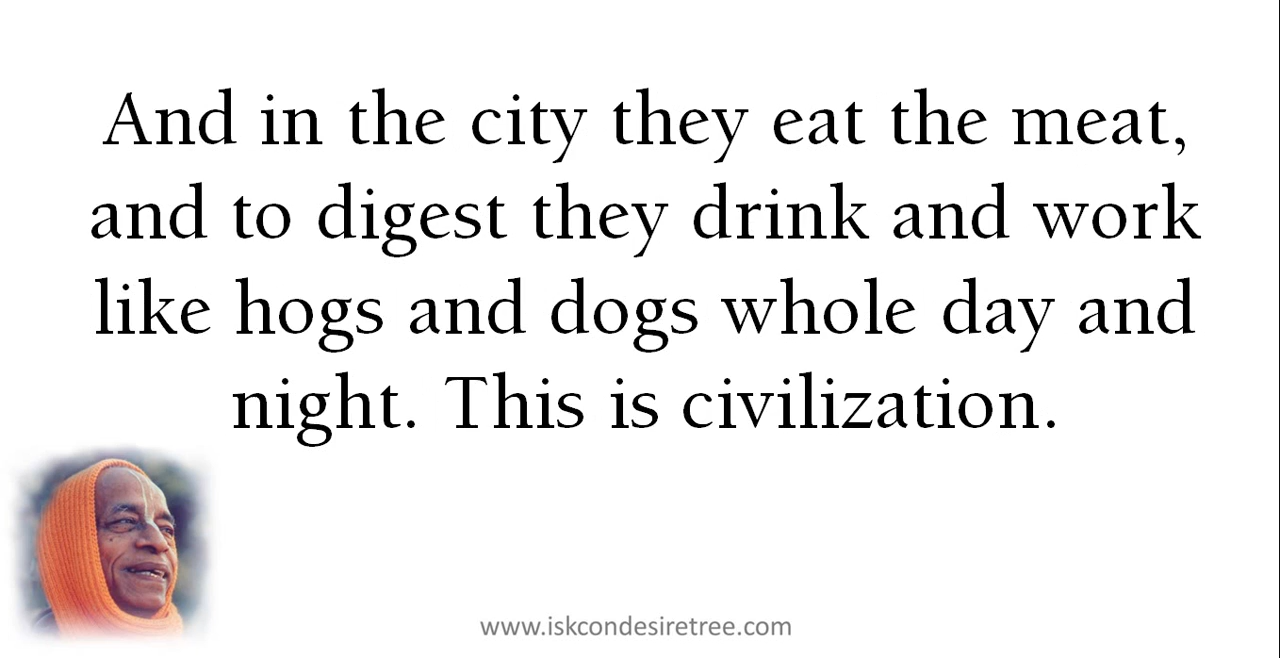 And in the city they eat the meat,
and to digest they drink and work
like hogs and dogs whole day and
night. This is civilization.
www.iskcondesiretree.com